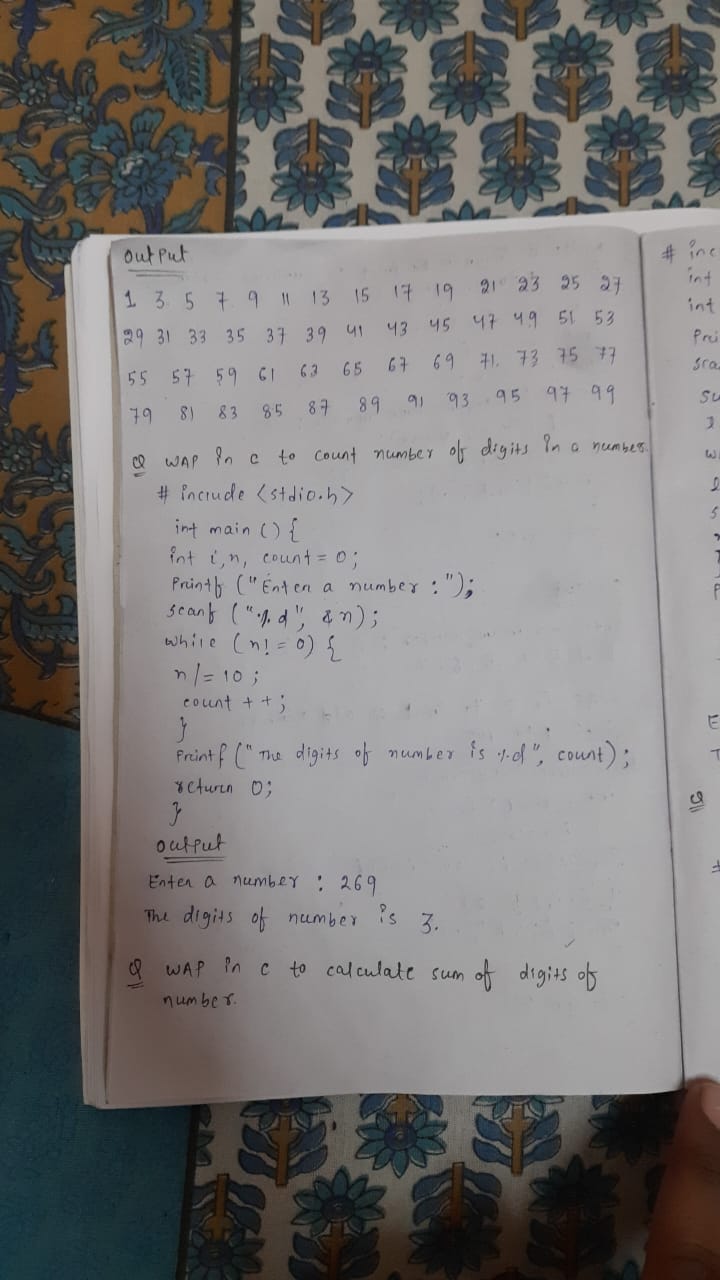 Output
1 3 5 7 9 11 13 15 17 19 21 23 25 27
29 31 33 35 37 39 41 43 45 47 49 51 53
55 57 59 61 63 65 67 69 71 73 75 77
79 81 83 85 87 89 91 93 95 97 99
Q WAP in c to count number of digits in a number.
# include <stdio.h>
int main () {
int i, n, count = 0;
Printf ("Enter a number :");
scanf ("%d", &n);
while (n! = 0) {
n/= 10 ;
count + +;
}
Printf (" The digits of number is %d", count);
return 0;
}
output
Enter a number : 269
The digits of number is 3.
Q WAP in c to calculate sum of digits of
number.
# inc
int
int
Pri
sca
su
w
E
T
Q